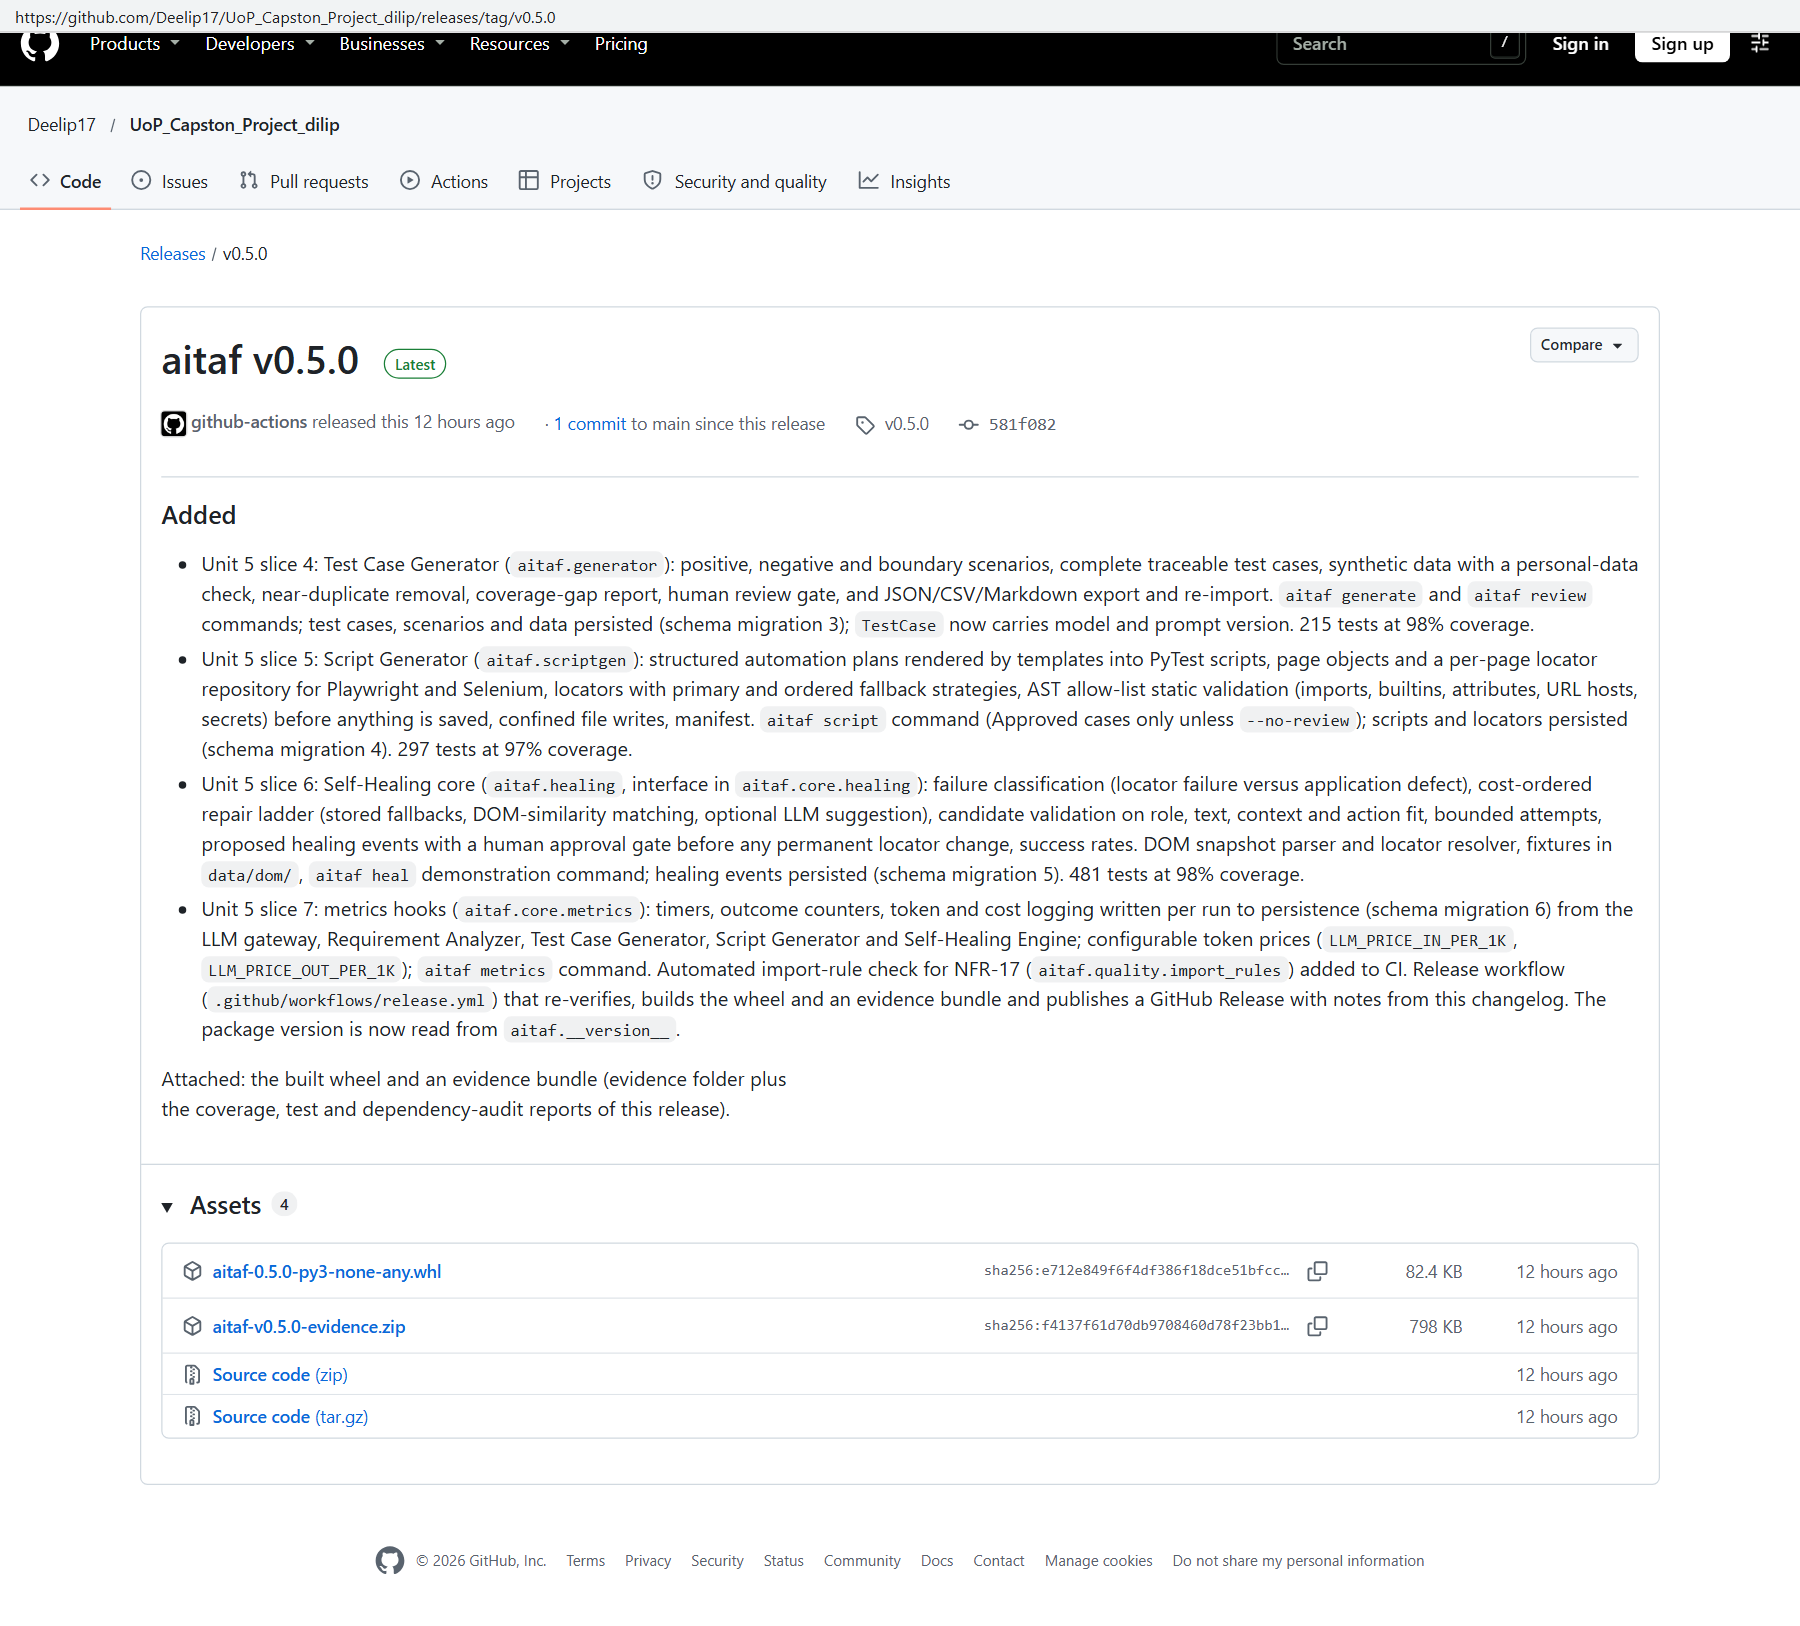 https://github.com/Deelip17/UoP_Capston_Project_dilip/releases/tag/v0.5.0
Products Developers Businesses Resources Pricing Search / Sign in Sign up
Deelip17 / UoP_Capston_Project_dilip
Code Issues Pull requests Actions Projects Security and quality Insights
Releases / v0.5.0
aitaf v0.5.0 Latest Compare
github-actions released this 12 hours ago · 1 commit to main since this release v0.5.0 581f082
Added
• Unit 5 slice 4: Test Case Generator ( aitaf.generator ): positive, negative and boundary scenarios, complete traceable test cases, synthetic data with a personal-data
check, near-duplicate removal, coverage-gap report, human review gate, and JSON/CSV/Markdown export and re-import. aitaf generate and aitaf review
commands; test cases, scenarios and data persisted (schema migration 3); TestCase now carries model and prompt version. 215 tests at 98% coverage.
• Unit 5 slice 5: Script Generator ( aitaf.scriptgen ): structured automation plans rendered by templates into PyTest scripts, page objects and a per-page locator
repository for Playwright and Selenium, locators with primary and ordered fallback strategies, AST allow-list static validation (imports, builtins, attributes, URL hosts,
secrets) before anything is saved, confined file writes, manifest. aitaf script command (Approved cases only unless --no-review ); scripts and locators persisted
(schema migration 4). 297 tests at 97% coverage.
• Unit 5 slice 6: Self-Healing core ( aitaf.healing , interface in aitaf.core.healing ): failure classification (locator failure versus application defect), cost-ordered
repair ladder (stored fallbacks, DOM-similarity matching, optional LLM suggestion), candidate validation on role, text, context and action fit, bounded attempts,
proposed healing events with a human approval gate before any permanent locator change, success rates. DOM snapshot parser and locator resolver, fixtures in
data/dom/ , aitaf heal demonstration command; healing events persisted (schema migration 5). 481 tests at 98% coverage.
• Unit 5 slice 7: metrics hooks ( aitaf.core.metrics ): timers, outcome counters, token and cost logging written per run to persistence (schema migration 6) from the
LLM gateway, Requirement Analyzer, Test Case Generator, Script Generator and Self-Healing Engine; configurable token prices ( LLM_PRICE_IN_PER_1K ,
LLM_PRICE_OUT_PER_1K ); aitaf metrics command. Automated import-rule check for NFR-17 ( aitaf.quality.import_rules ) added to CI. Release workflow
( .github/workflows/release.yml ) that re-verifies, builds the wheel and an evidence bundle and publishes a GitHub Release with notes from this changelog. The
package version is now read from aitaf.__version__ .
Attached: the built wheel and an evidence bundle (evidence folder plus
the coverage, test and dependency-audit reports of this release).
Assets 4
aitaf-0.5.0-py3-none-any.whl sha256:e712e849f6f4df386f18dce51bfcc… 82.4 KB 12 hours ago
aitaf-v0.5.0-evidence.zip sha256:f4137f61d70db9708460d78f23bb1… 798 KB 12 hours ago
Source code (zip) 12 hours ago
Source code (tar.gz) 12 hours ago
© 2026 GitHub, Inc. Terms Privacy Security Status Community Docs Contact Manage cookies Do not share my personal information